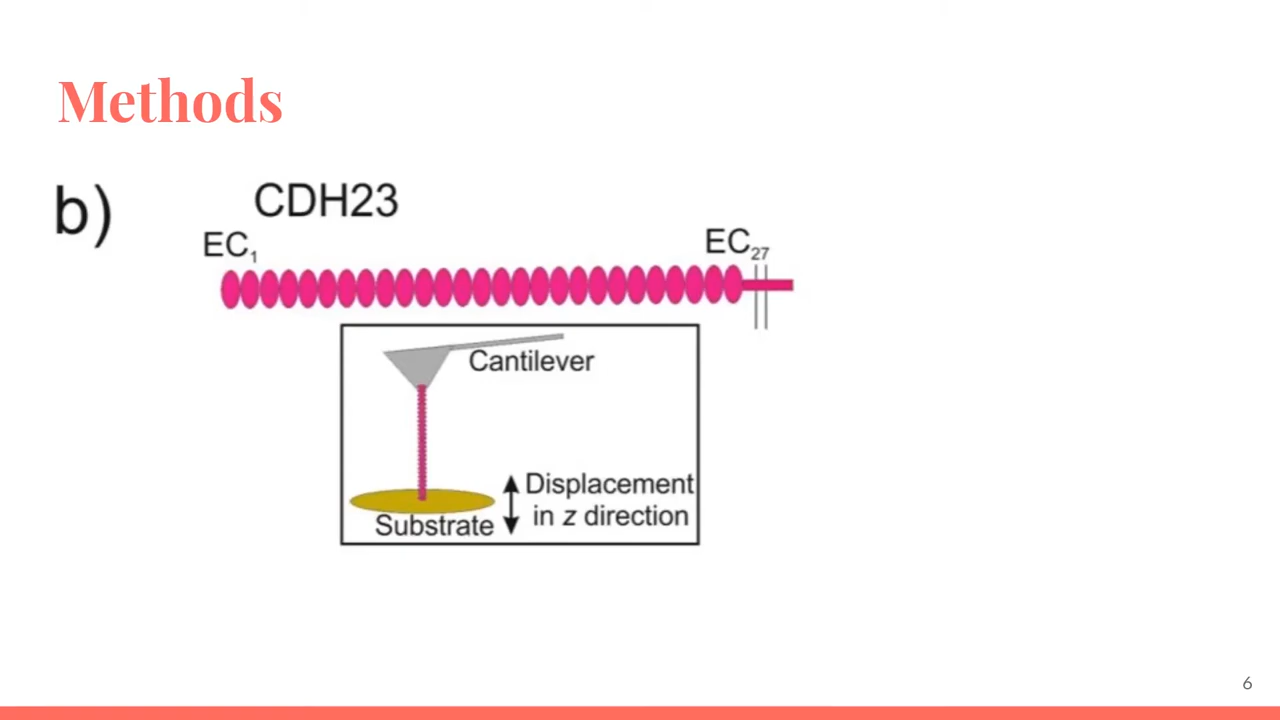 Methods
b)
CDH23
EC1
EC27
Cantilever
Displacement
in z direction
Substrate
6